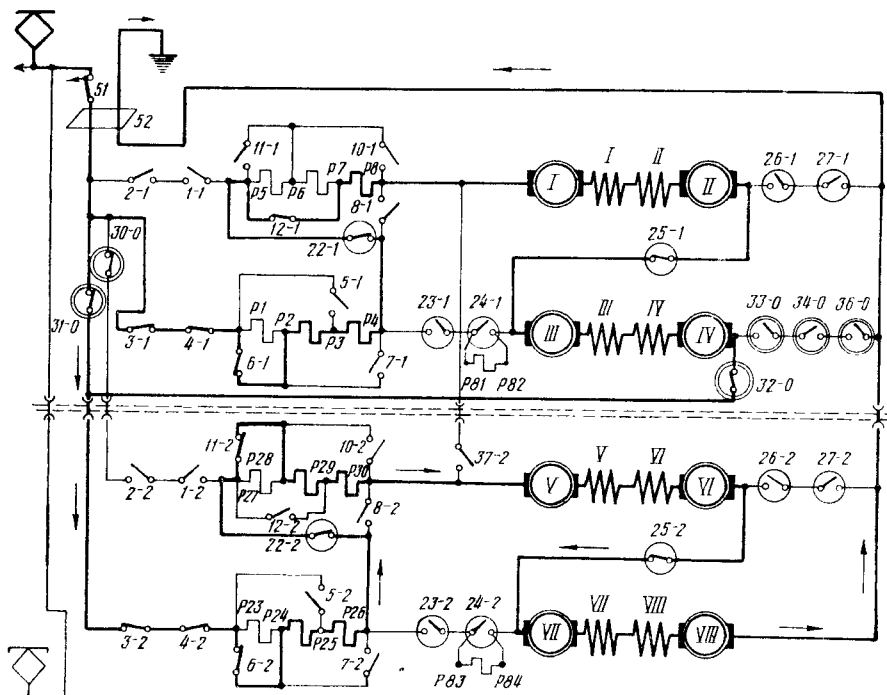 51
52
11-1
10-1
P7
P8
I
I
II
II
26-1
27-1
2-1
1-1
P5
P6
8-1
12-1
22-1
25-1
30-0
5-1
31-0
P1
P2
P3
P4
23-1
24-1
III
III
IV
IV
33-0
34-0
36-0
3-1
4-1
6-1
7-1
P81
P82
32-0
11-2
P28
P29
10-2
P30
37-2
V
V
VI
VI
26-2
27-2
2-2
1-2
P27
8-2
12-2
22-2
25-2
5-2
P23
P24
P25
P26
23-2
24-2
VII
VII
VIII
VIII
3-2
4-2
6-2
7-2
P83
P84